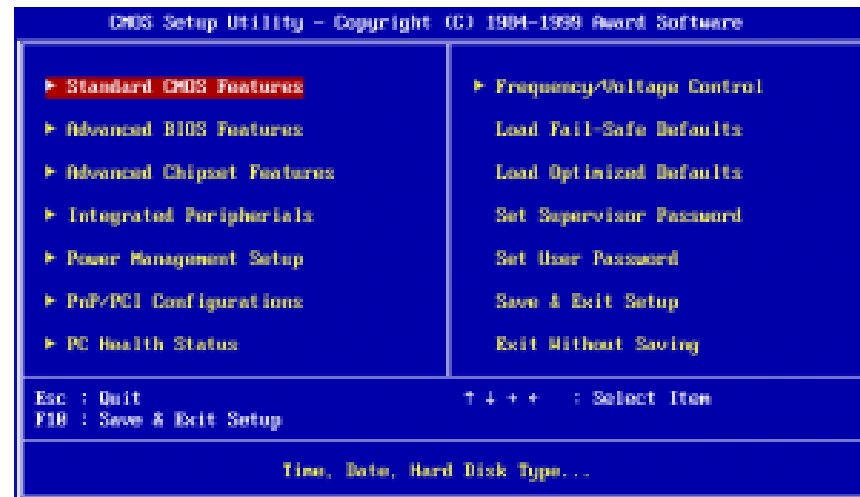 CMOS Setup Utility - Copyright (C) 1984-1999 Award Software
► Standard CMOS Features
► Advanced BIOS Features
► Advanced Chipset Features
► Integrated Peripherials
► Power Management Setup
► PnP/PCI Configurations
► PC Health Status
► Frequency/Voltage Control
Load Fail-Safe Defaults
Load Optimized Defaults
Set Supervisor Password
Set User Password
Save & Exit Setup
Exit Without Saving
Esc : Quit
F10 : Save & Exit Setup
↑ ↓ → ← : Select Item
Time, Date, Hard Disk Type...